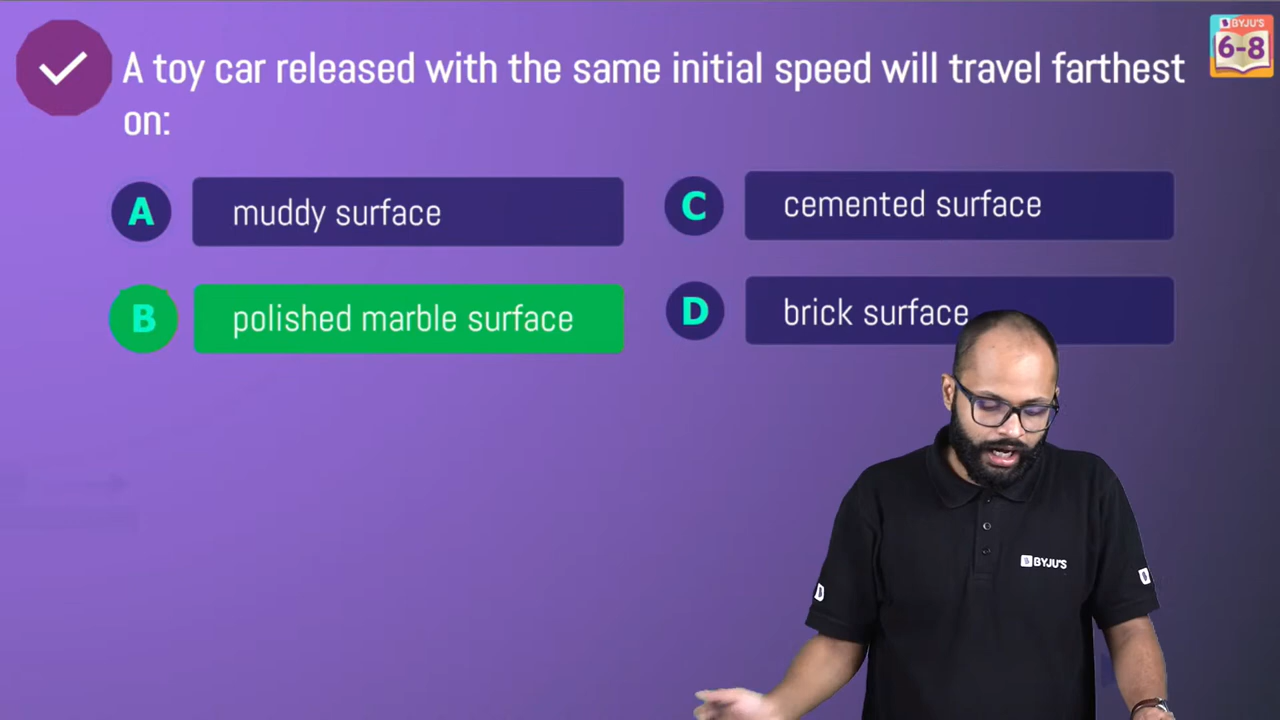 A toy car released with the same initial speed will travel farthest
on:
A muddy surface
B polished marble surface
C cemented surface
D brick surface
BYJU'S
6-8
BYJU'S